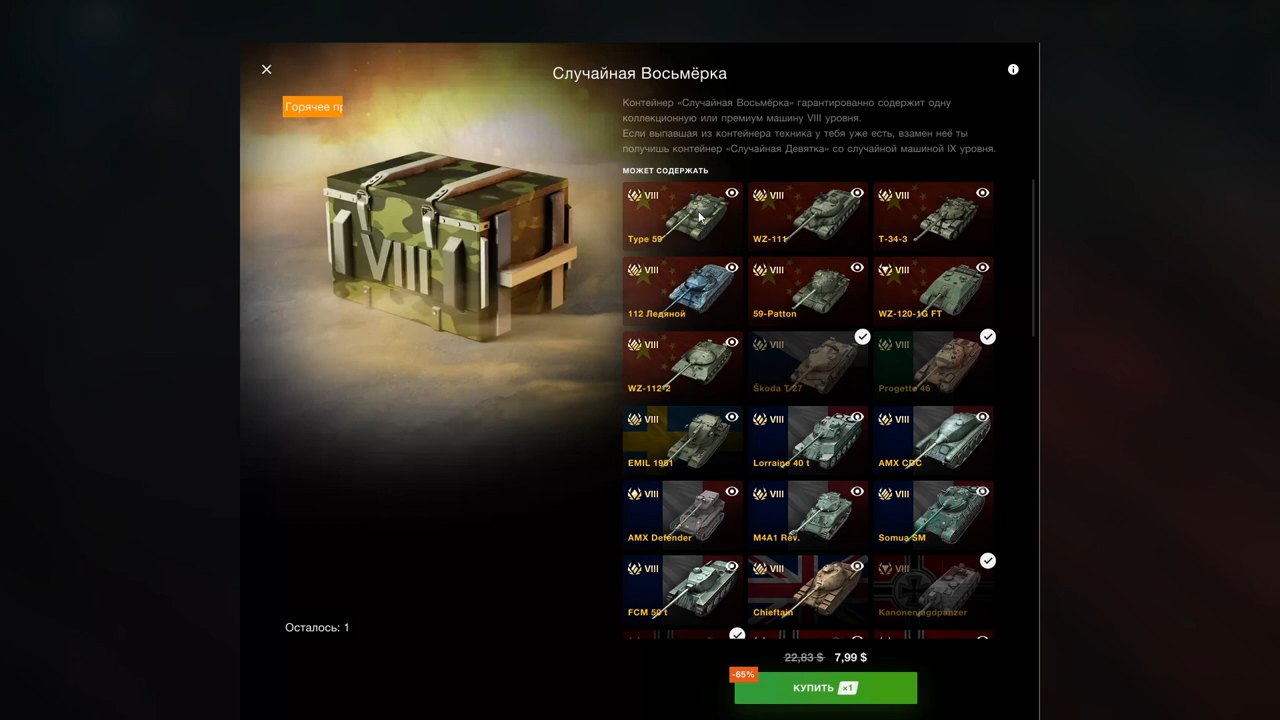 Случайная Восьмёрка
Горячее пр
Контейнер «Случайная Восьмёрка» гарантированно содержит одну
коллекционную или премиум машину VIII уровня.
Если выпавшая из контейнера техника у тебя уже есть, взамен неё ты
получишь контейнер «Случайная Девятка» со случайной машиной IX уровня.
МОЖЕТ СОДЕРЖАТЬ
VIII
VIII VIII VIII
Type 59 WZ-111 T-34-3
VIII VIII VIII
112 Ледяной 59-Patton WZ-120-1G FT
VIII VIII VIII
WZ-112-2 Škoda T 27 Progetto 46
VIII VIII VIII
EMIL 1951 Lorraine 40 t AMX CDC
VIII VIII VIII
AMX Defender M4A1 Rev. Somua SM
VIII VIII VIII
FCM 50 t Chieftain Kanonenjagdpanzer
Осталось: 1
22,83 $ 7,99 $
-65%
КУПИТЬ x1